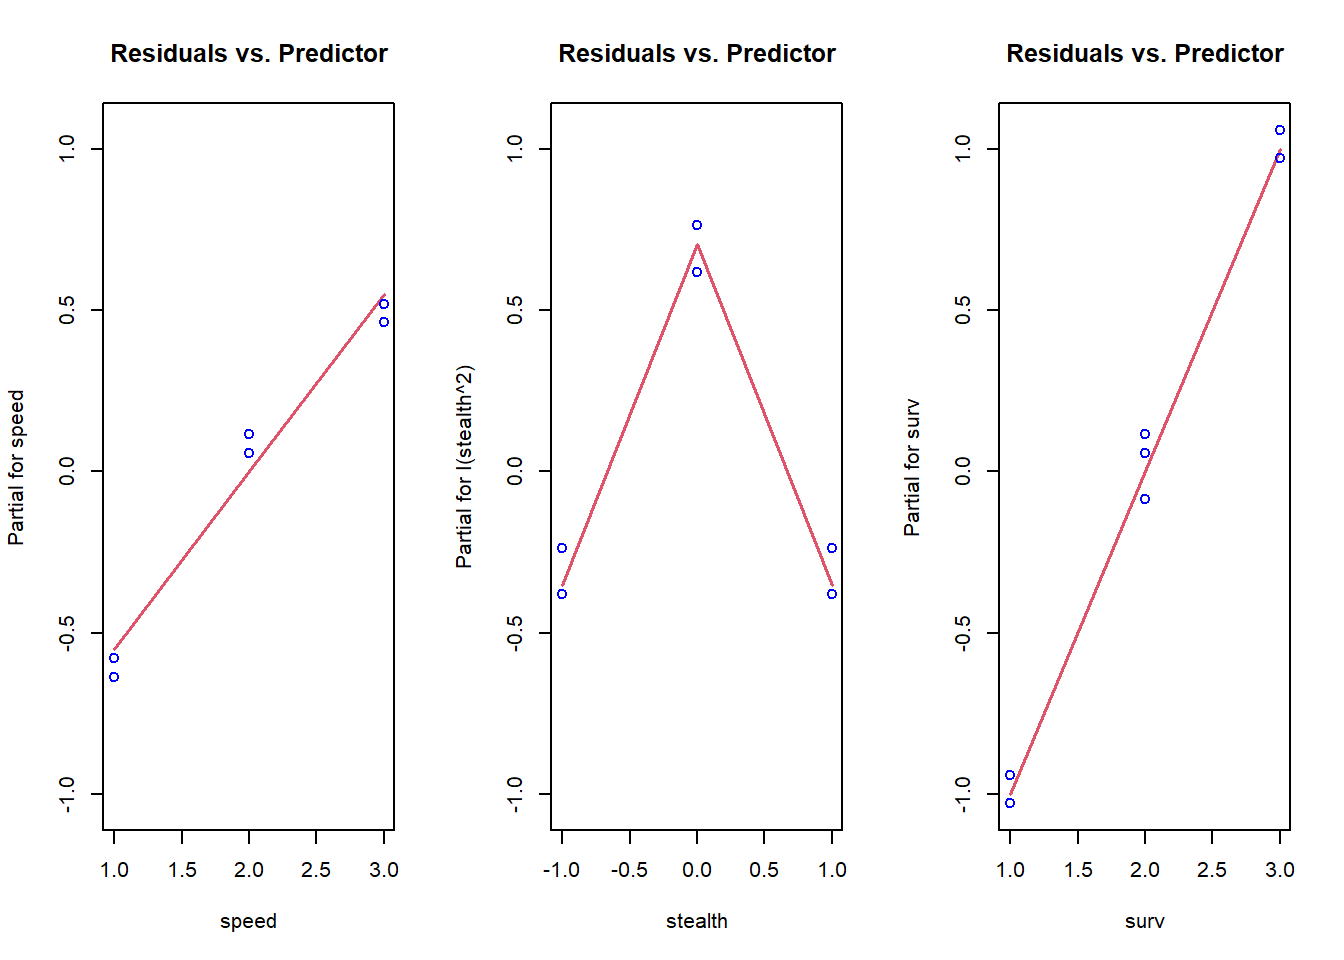 Residuals vs. Predictor
Partial for speed
1.0
0.5
0.0
-0.5
-1.0
1.0 1.5 2.0 2.5 3.0
speed
Residuals vs. Predictor
Partial for I(stealth^2)
1.0
0.5
0.0
-0.5
-1.0
-1.0 -0.5 0.0 0.5 1.0
stealth
Residuals vs. Predictor
Partial for surv
1.0
0.5
0.0
-0.5
-1.0
1.0 1.5 2.0 2.5 3.0
surv